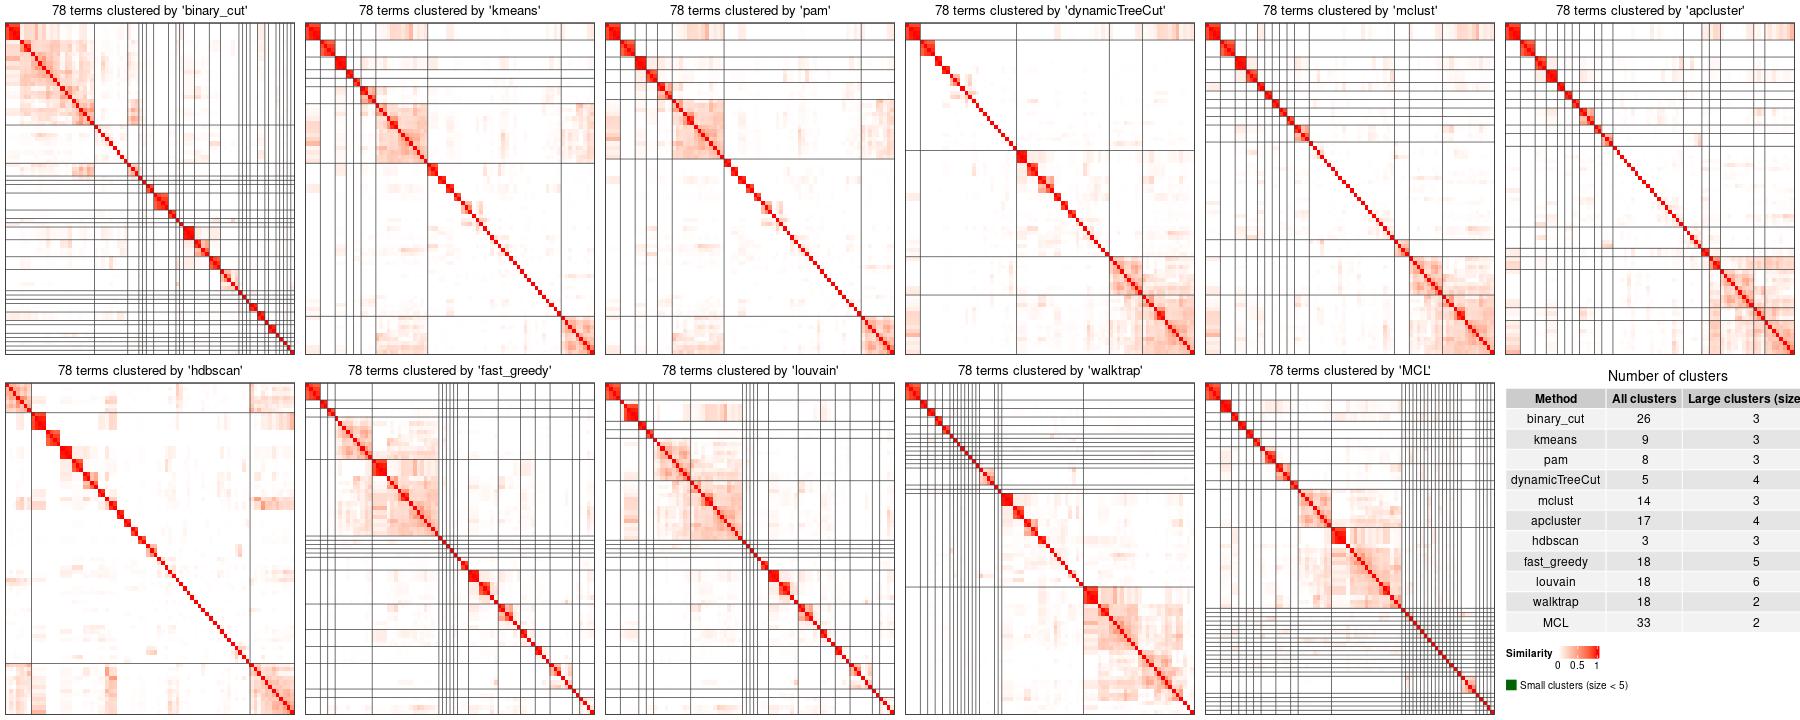 78 terms clustered by 'binary_cut'
78 terms clustered by 'kmeans'
78 terms clustered by 'pam'
78 terms clustered by 'dynamicTreeCut'
78 terms clustered by 'mclust'
78 terms clustered by 'apcluster'
78 terms clustered by 'hdbscan'
78 terms clustered by 'fast_greedy'
78 terms clustered by 'louvain'
78 terms clustered by 'walktrap'
78 terms clustered by 'MCL'
Number of clusters
Method All clusters Large clusters (size
binary_cut 26 3
kmeans 9 3
pam 8 3
dynamicTreeCut 5 4
mclust 14 3
apcluster 17 4
hdbscan 3 3
fast_greedy 18 5
louvain 18 6
walktrap 18 2
MCL 33 2
Similarity
0 0.5 1
Small clusters (size < 5)